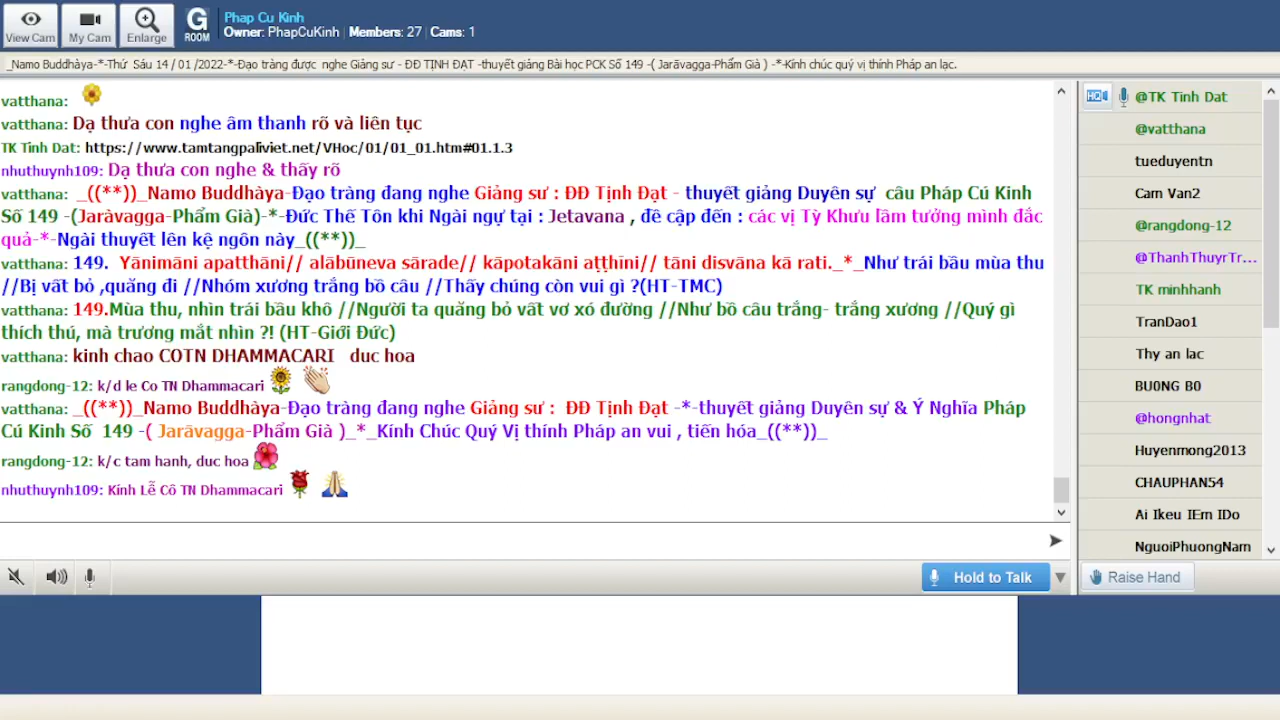 View Cam
My Cam
Enlarge
G
ROOM
Phap Cu Kinh
Owner: PhapCuKinh | Members: 27 | Cams: 1
_Namo Buddhàya-*-Thứ Sáu 14 / 01 /2022-*-Đạo tràng được nghe Giảng sư - ĐĐ TỊNH ĐẠT -thuyết giảng Bài học PCK Số 149 -( Jarāvagga-Phẩm Già ) -*-Kính chúc quý vị thính Pháp an lạc.
vatthana:
vatthana: Dạ thưa con nghe âm thanh rõ và liên tục
TK Tinh Dat: https://www.tamtangpaliviet.net/VHoc/01/01_01.htm#01.1.3
nhuthuynh109: Dạ thưa con nghe & thấy rõ
vatthana: _((**))_Namo Buddhàya-Đạo tràng đang nghe Giảng sư : ĐĐ Tịnh Đạt - thuyết giảng Duyên sự câu Pháp Cú Kinh
Số 149 -(Jaràvagga-Phẩm Già)-*-Đức Thế Tôn khi Ngài ngự tại : Jetavana , đề cập đến : các vị Tỳ Khưu lầm tưởng mình đắc
quả-*-Ngài thuyết lên kệ ngôn này_((**))_
vatthana: 149. Yānimāni apatthāni// alābūneva sārade// kāpotakāni aṭṭhīni// tāni disvāna kā rati._*_Như trái bầu mùa thu
//Bị vất bỏ ,quăng đi //Nhóm xương trắng bồ câu //Thấy chúng còn vui gì ?(HT-TMC)
vatthana: 149.Mùa thu, nhìn trái bầu khô //Người ta quăng bỏ vất vơ xó đường //Như bồ câu trắng- trắng xương //Quý gì
thích thú, mà trương mắt nhìn ?! (HT-Giới Đức)
vatthana: kinh chao COTN DHAMMACARI duc hoa
rangdong-12: k/d le Co TN Dhammacari
vatthana: _((**))_Namo Buddhàya-Đạo tràng đang nghe Giảng sư : ĐĐ Tịnh Đạt -*-thuyết giảng Duyên sự & Ý Nghĩa Pháp
Cú Kinh Số 149 -( Jarāvagga-Phẩm Già )_*_Kính Chúc Quý Vị thính Pháp an vui , tiến hóa_((**))_
rangdong-12: k/c tam hanh, duc hoa
nhuthuynh109: Kính Lễ Cô TN Dhammacari
Hold to Talk
HQ
@TK Tinh Dat
@vatthana
tueduyentn
Cam Van2
@rangdong-12
@ThanhThuyrTr...
TK minhhanh
TranDao1
Thy an lac
BU0NG B0
@hongnhat
Huyenmong2013
CHAUPHAN54
Ai Ikeu IEm IDo
NguoiPhuongNam
Raise Hand